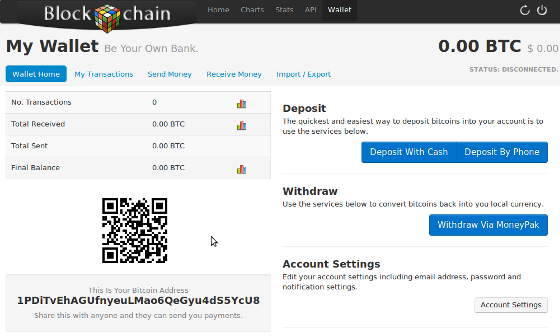 Blockchain
Home Charts Stats API Wallet
My Wallet Be Your Own Bank.
0.00 BTC $ 0.00
STATUS: DISCONNECTED.
Wallet Home My Transactions Send Money Receive Money Import / Export
No. Transactions 0
Total Received 0.00 BTC
Total Sent 0.00 BTC
Final Balance 0.00 BTC
This Is Your Bitcoin Address
1PDiTvEhAGUfnyeuLMao6QeGyu4dS5YcU8
Share this with anyone and they can send you payments.
Deposit
The quickest and easiest way to deposit bitcoins into your account is to
use the services below.
Deposit With Cash Deposit By Phone
Withdraw
Use the services below to convert bitcoins back into you local currency.
Withdraw Via MoneyPak
Account Settings
Edit your account settings including email address, password and
notification settings.
Account Settings